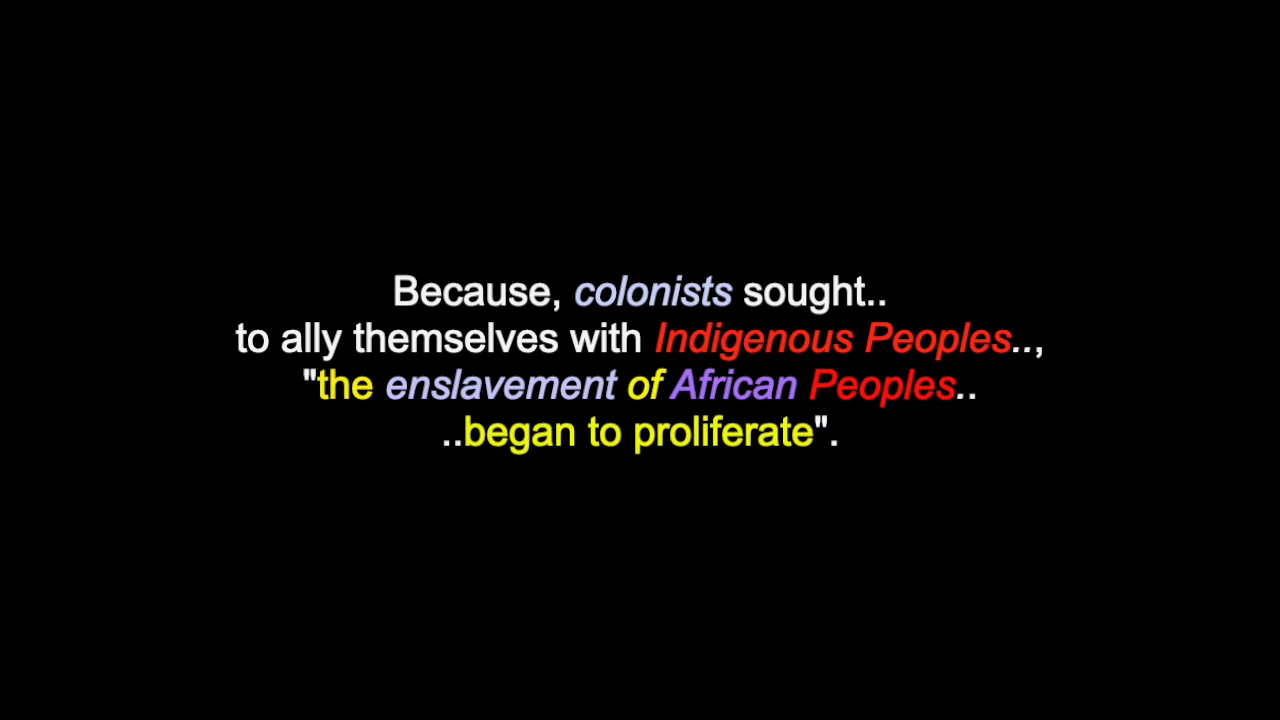 Because, colonists sought..
to ally themselves with Indigenous Peoples..,
"the enslavement of African Peoples..
..began to proliferate".